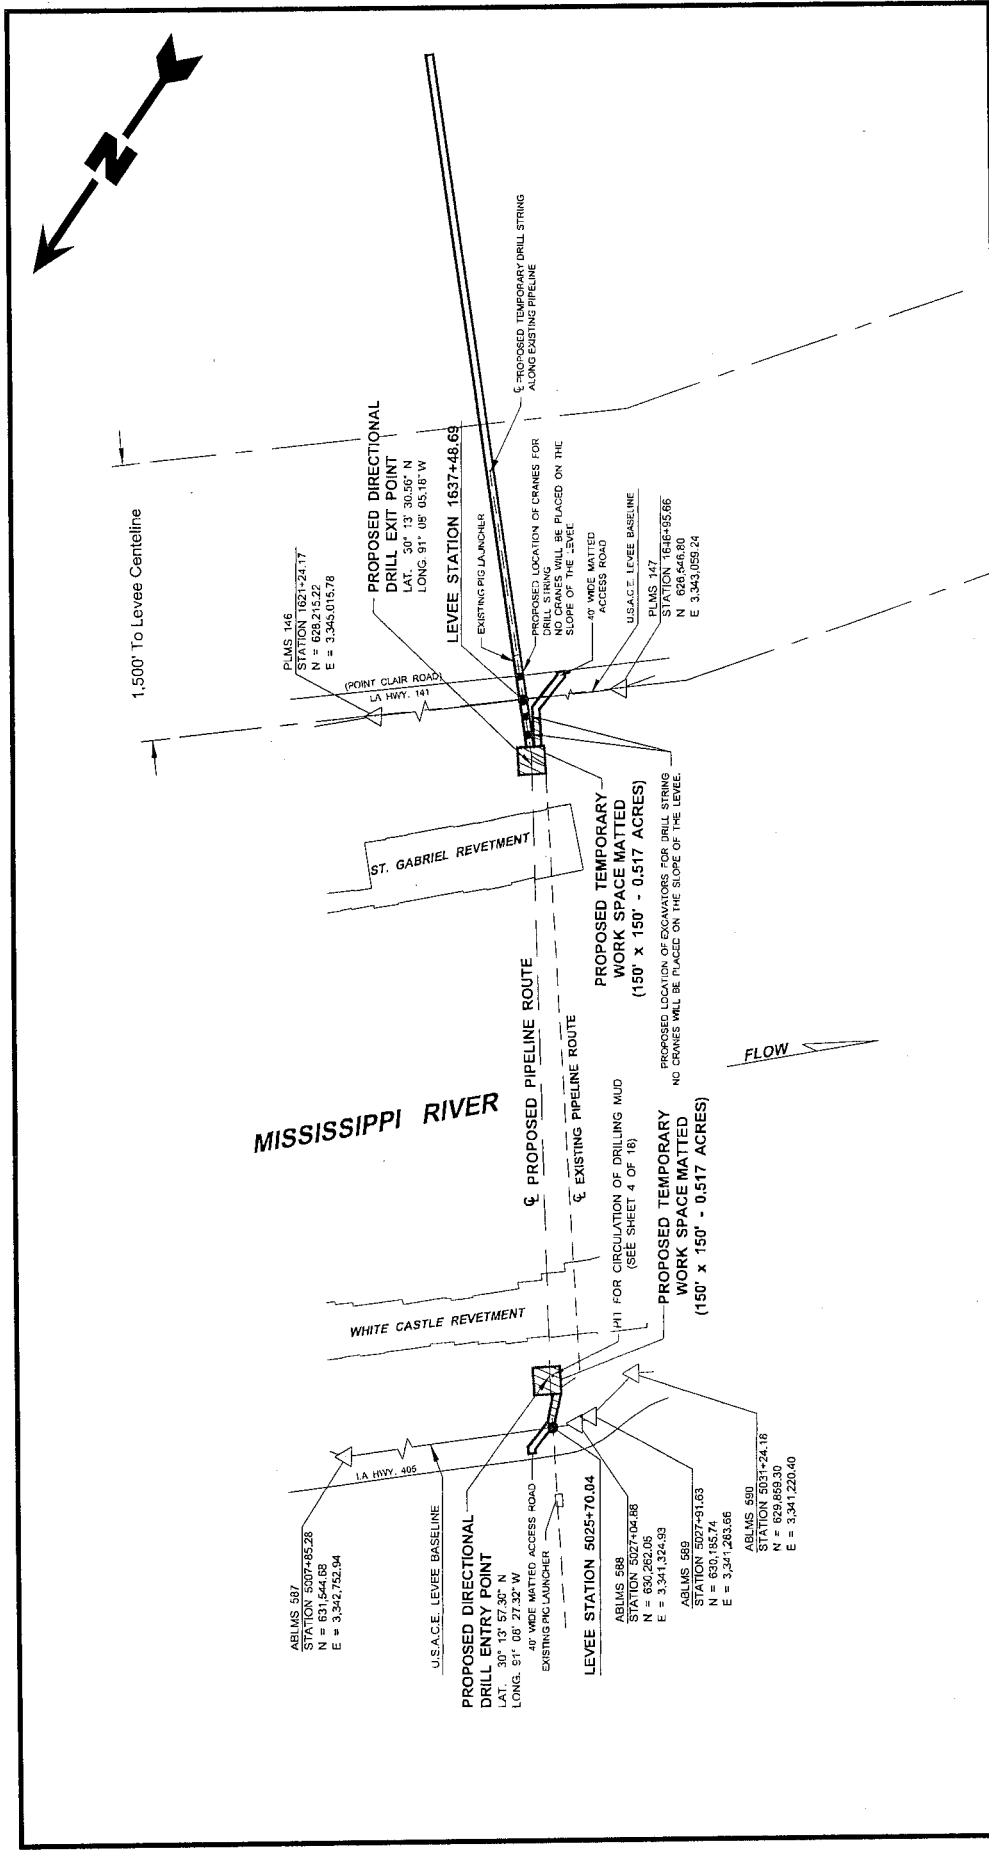 N
1,500' To Levee Centeline
PLMS 146
STATION 1621+24.17
N = 628,215.22
E = 3,345,015.78
(POINT CLAIR ROAD)
LA HWY. 141
PROPOSED DIRECTIONAL
DRILL EXIT POINT
LAT. 30° 13' 30.56" N
LONG. 91° 08' 05.18" W
LEVEE STATION 1637+48.69
EXISTING PIG LAUNCHER
℄ PROPOSED TEMPORARY DRILL STRING
ALONG EXISTING PIPELINE
PROPOSED LOCATION OF CRANES FOR
DRILL STRING
NO CRANES WILL BE PLACED ON THE
SLOPE OF THE LEVEE
40' WIDE MATTED
ACCESS ROAD
U.S.A.C.E. LEVEE BASELINE
PLMS 147
STATION 1646+95.66
N 626,546.80
E 3,343,059.24
ST. GABRIEL REVETMENT
PROPOSED TEMPORARY
WORK SPACE MATTED
(150' x 150' - 0.517 ACRES)
PROPOSED LOCATION OF EXCAVATORS FOR DRILL STRING
NO CRANES WILL BE PLACED ON THE SLOPE OF THE LEVEE.
MISSISSIPPI RIVER
℄ PROPOSED PIPELINE ROUTE
℄ EXISTING PIPELINE ROUTE
FLOW
WHITE CASTLE REVETMENT
PIT FOR CIRCULATION OF DRILLING MUD
(SEE SHEET 4 OF 18)
PROPOSED TEMPORARY
WORK SPACE MATTED
(150' x 150' - 0.517 ACRES)
LA HWY. 405
ABLMS 587
STATION 5007+85.28
N = 631,544.68
E = 3,342,752.94
U.S.A.C.E. LEVEE BASELINE
PROPOSED DIRECTIONAL
DRILL ENTRY POINT
LAT. 30° 13' 57.30" N
LONG. 91° 08' 27.32" W
40' WIDE MATTED ACCESS ROAD
EXISTING PIG LAUNCHER
LEVEE STATION 5025+70.04
ABLMS 588
STATION 5027+04.88
N = 630,262.05
E = 3,341,324.93
ABLMS 589
STATION 5027+91.63
N = 630,185.74
E = 3,341,283.66
ABLMS 590
STATION 5031+24.16
N = 629,859.30
E = 3,341,220.40